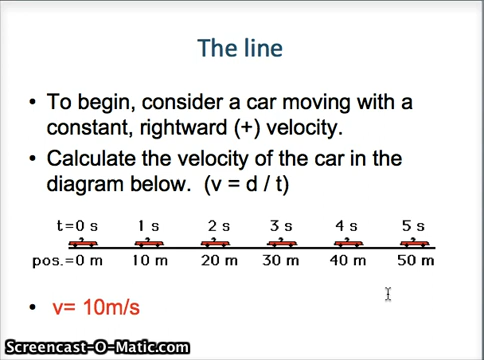 The line
• To begin, consider a car moving with a
constant, rightward (+) velocity.
• Calculate the velocity of the car in the
diagram below. (v = d / t)
t=0 s 1 s 2 s 3 s 4 s 5 s
pos.=0 m 10 m 20 m 30 m 40 m 50 m
• v= 10m/s
Screencast-O-Matic.com